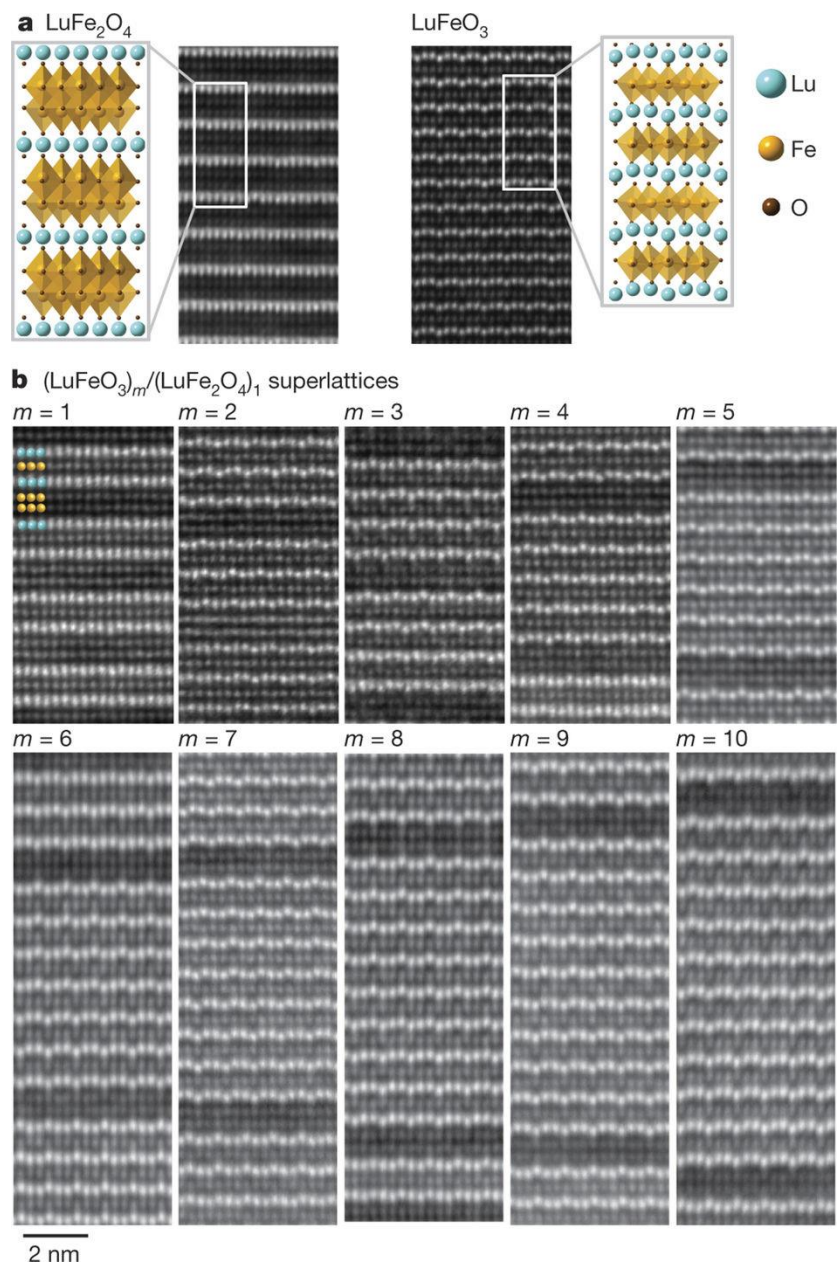 a LuFe₂O₄
LuFeO₃
Lu
Fe
O
b (LuFeO₃)ₘ/(LuFe₂O₄)₁ superlattices
m = 1 m = 2 m = 3 m = 4 m = 5
m = 6 m = 7 m = 8 m = 9 m = 10
2 nm